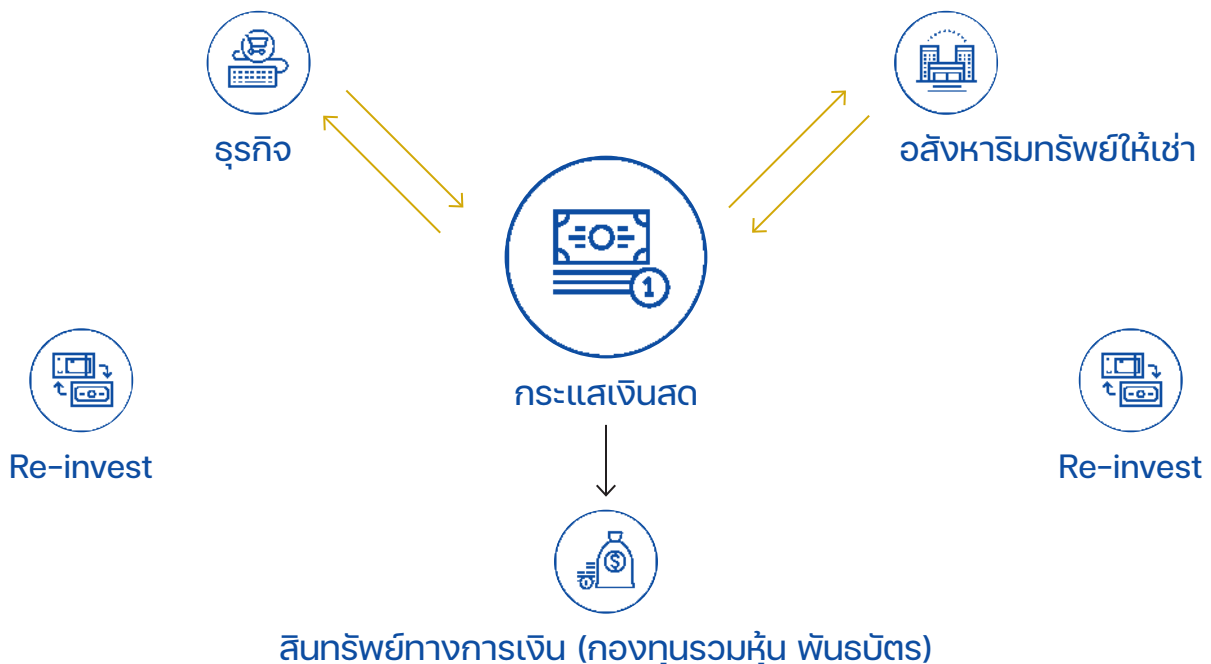 ธุรกิจ
อสังหาริมทรัพย์ให้เช่า
1
กระแสเงินสด
Re-invest
Re-invest
$
สินทรัพย์ทางการเงิน (กองทุนรวมหุ้น พันธบัตร)